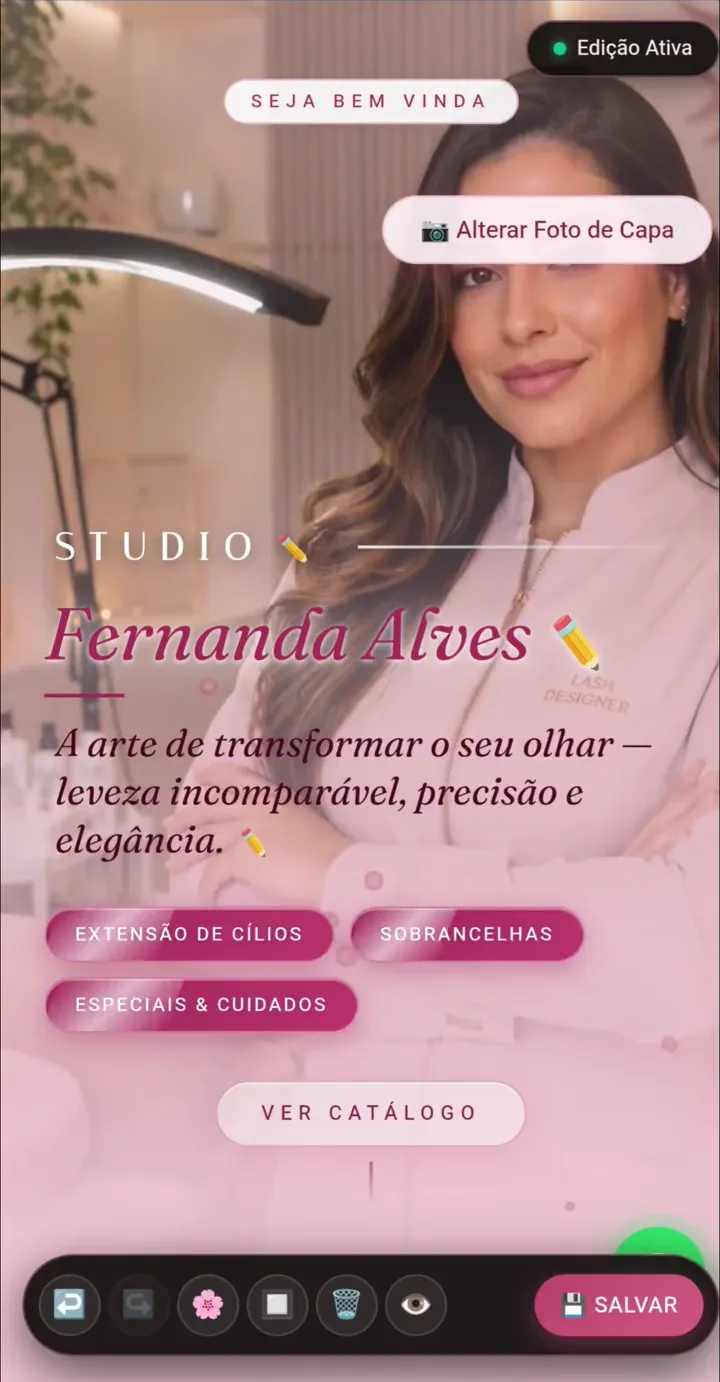 Edição Ativa
SEJA BEM VINDA
📷 Alterar Foto de Capa
STUDIO ✏️
Fernanda Alves ✏️
LASH
DESIGNER
A arte de transformar o seu olhar —
leveza incomparável, precisão e
elegância. ✏️
EXTENSÃO DE CÍLIOS
SOBRANCELHAS
ESPECIAIS & CUIDADOS
VER CATÁLOGO
💾 SALVAR